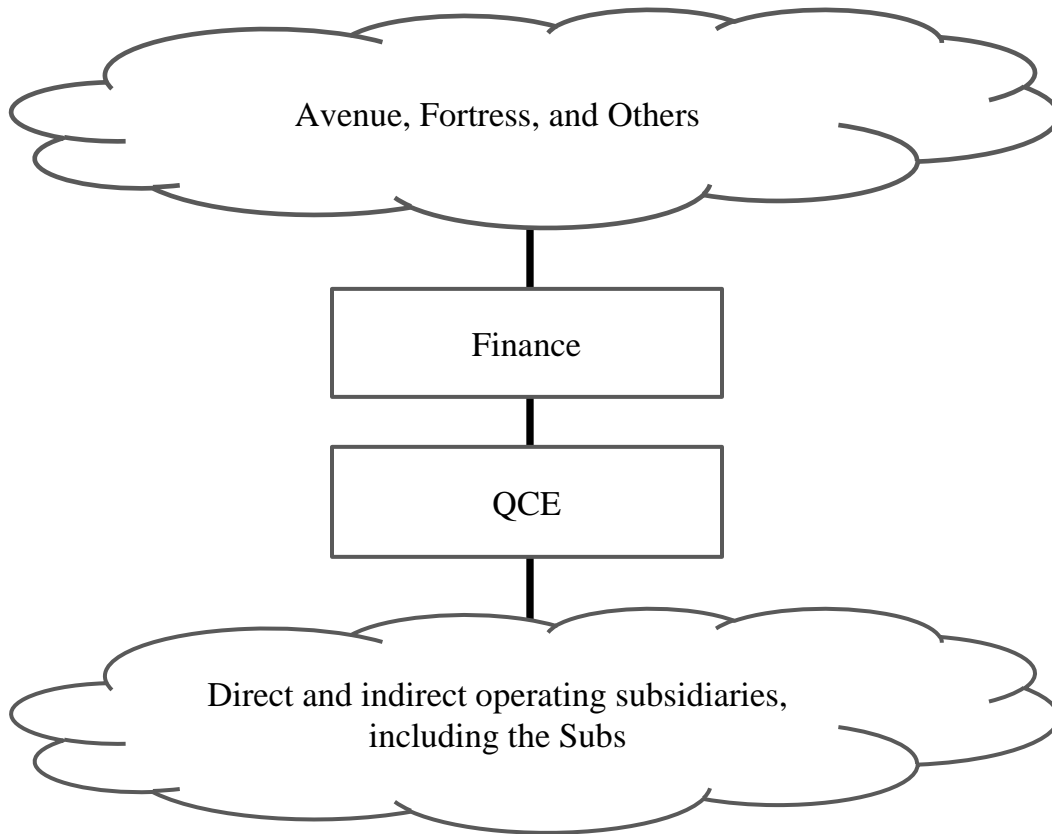 Avenue, Fortress, and Others
Finance
QCE
Direct and indirect operating subsidiaries,
including the Subs